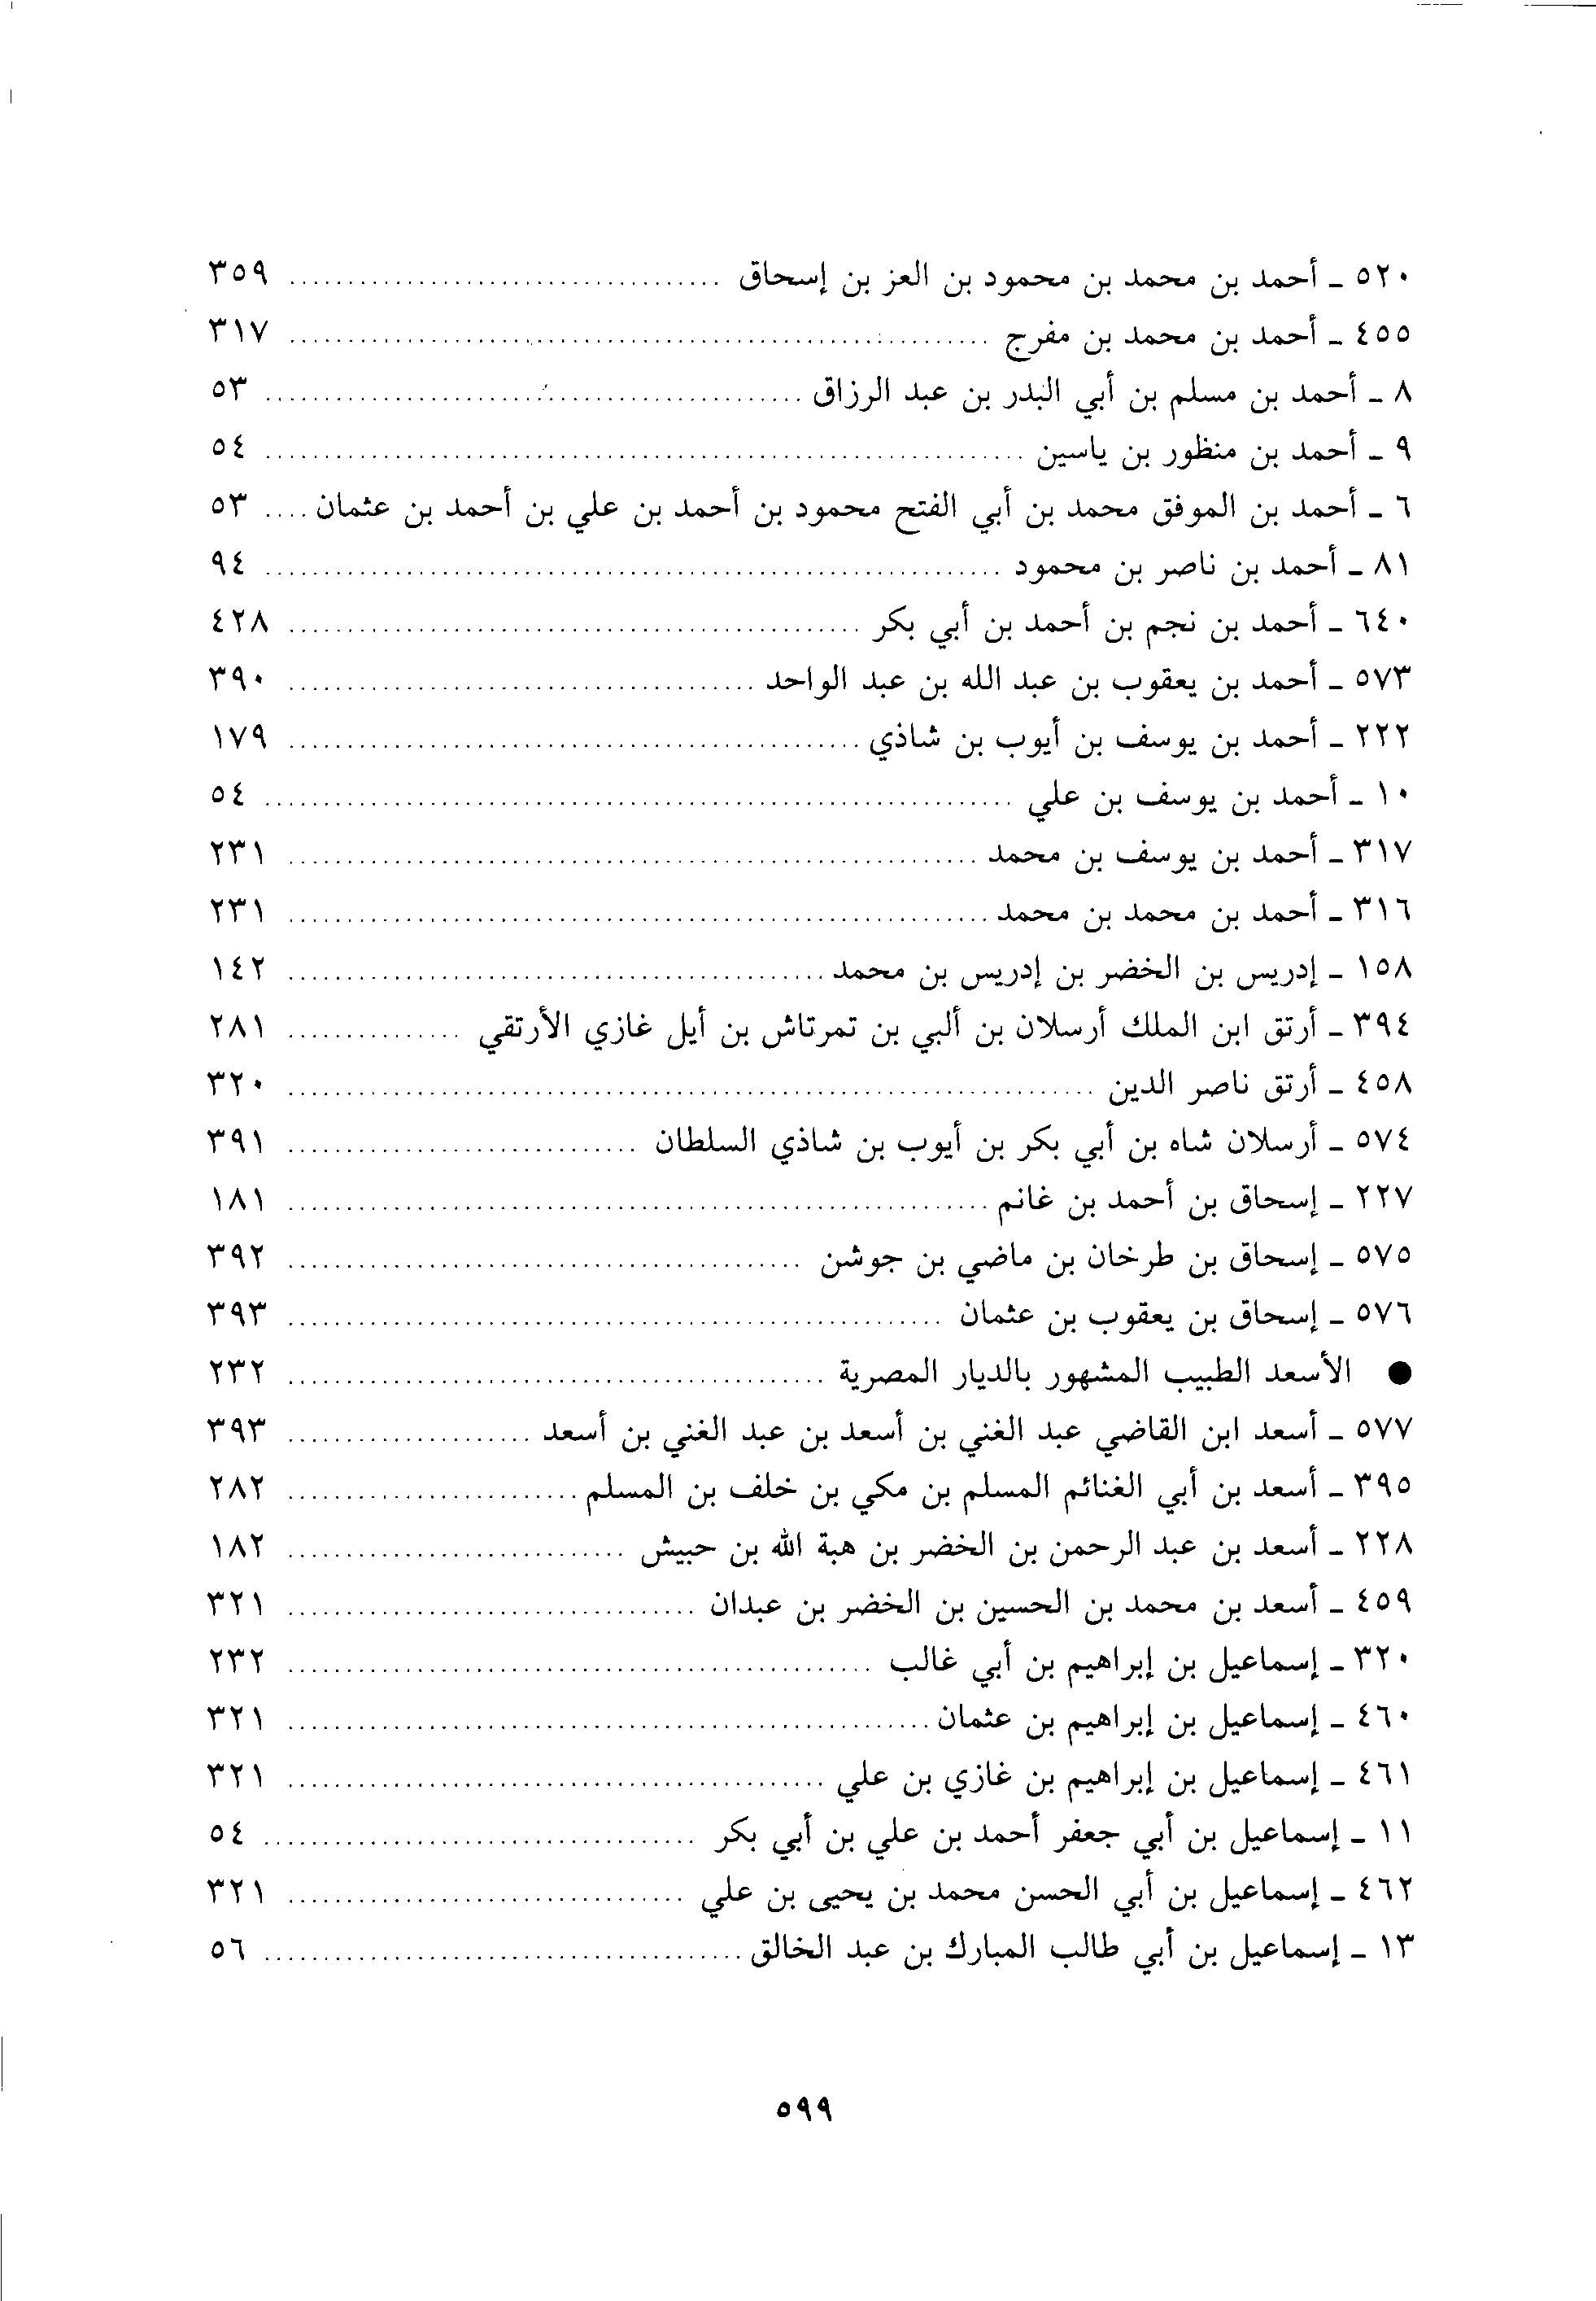 ٥٢٠ - أحمد بن محمد بن محمود بن العز بن إسحاق ..... ٣٥٩
٤٥٥ - أحمد بن محمد بن مفرج ..... ٣١٧
٨ - أحمد بن مسلم بن أبي البدر بن عبد الرزاق ..... ٥٣
٩ - أحمد بن منظور بن ياسين ..... ٥٤
٦ - أحمد بن الموفق محمد بن أبي الفتح محمود بن أحمد بن علي بن أحمد بن عثمان .... ٥٣
٨١ - أحمد بن ناصر بن محمود ..... ٩٤
٦٤٠ - أحمد بن نجم بن أحمد بن أبي بكر ..... ٤٢٨
٥٧٣ - أحمد بن يعقوب بن عبد الله بن عبد الواحد ..... ٣٩٠
٢٢٢ - أحمد بن يوسف بن أيوب بن شاذي ..... ١٧٩
١٠ - أحمد بن يوسف بن علي ..... ٥٤
٣١٧ - أحمد بن يوسف بن محمد ..... ٢٣١
٣١٦ - أحمد بن محمد بن محمد ..... ٢٣١
١٥٨ - إدريس بن الخضر بن إدريس بن محمد ..... ١٤٢
٣٩٤ - أرتق ابن الملك أرسلان بن ألبي بن تمرتاش بن أيل غازي الأرتقي ..... ٢٨١
٤٥٨ - أرتق ناصر الدين ..... ٣٢٠
٥٧٤ - أرسلان شاه بن أبي بكر بن أيوب بن شاذي السلطان ..... ٣٩١
٢٢٧ - إسحاق بن أحمد بن غانم ..... ١٨١
٥٧٥ - إسحاق بن طرخان بن ماضي بن جوشن ..... ٣٩٢
٥٧٦ - إسحاق بن يعقوب بن عثمان ..... ٣٩٣
● الأسعد الطبيب المشهور بالديار المصرية ..... ٢٣٢
٥٧٧ - أسعد ابن القاضي عبد الغني بن أسعد بن عبد الغني بن أسعد ..... ٣٩٣
٣٩٥ - أسعد بن أبي الغنائم المسلم بن مكي بن خلف بن المسلم ..... ٢٨٢
٢٢٨ - أسعد بن عبد الرحمن بن الخضر بن هبة الله بن حبيش ..... ١٨٢
٤٥٩ - أسعد بن محمد بن الحسين بن الخضر بن عبدان ..... ٣٢١
٣٢٠ - إسماعيل بن إبراهيم بن أبي غالب ..... ٢٣٢
٤٦٠ - إسماعيل بن إبراهيم بن عثمان ..... ٣٢١
٤٦١ - إسماعيل بن إبراهيم بن غازي بن علي ..... ٣٢١
١١ - إسماعيل بن أبي جعفر أحمد بن علي بن أبي بكر ..... ٥٤
٤٦٢ - إسماعيل بن أبي الحسن محمد بن يحيى بن علي ..... ٣٢١
١٣ - إسماعيل بن أبي طالب المبارك بن عبد الخالق ..... ٥٦
٥٩٩